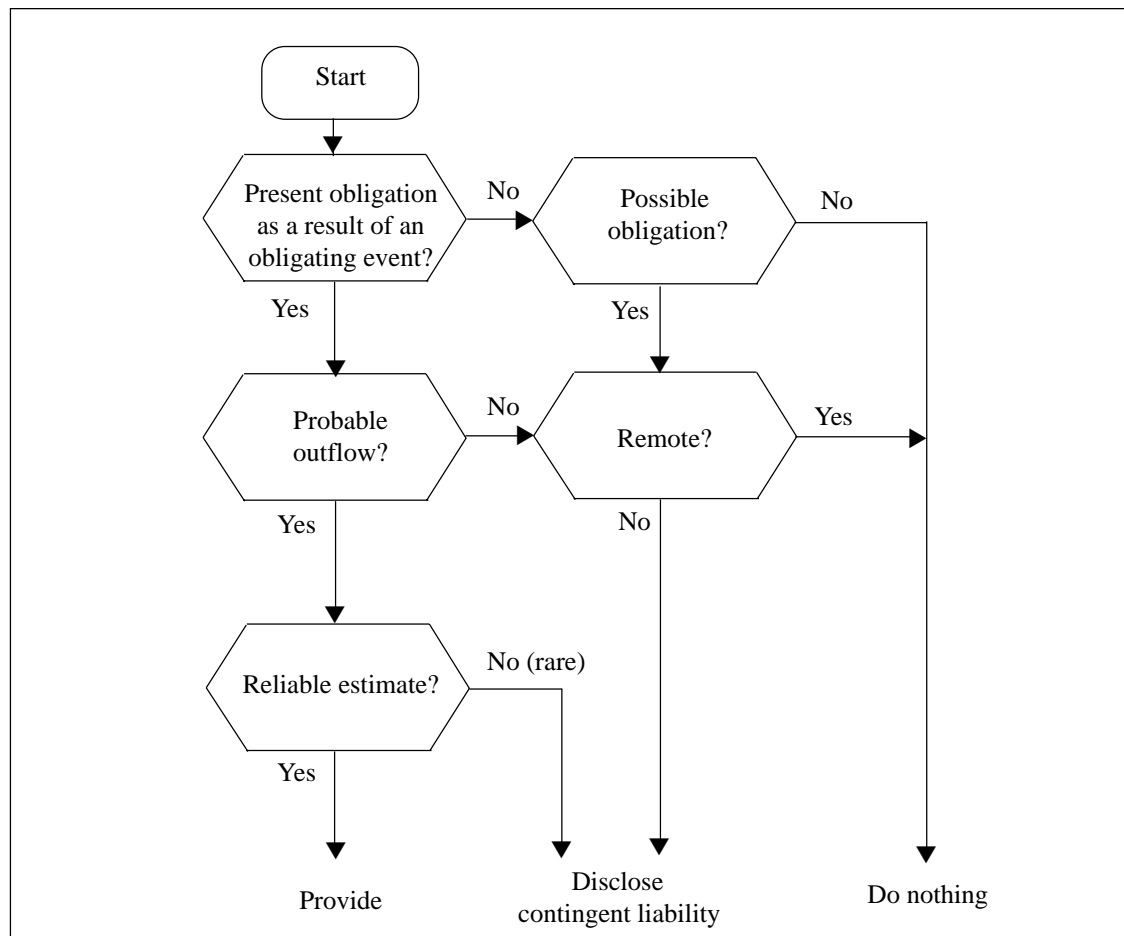 Start
Present obligation
as a result of an
obligating event?
No
Possible
obligation?
No
Yes
Yes
Probable
outflow?
No
Remote?
Yes
Yes
No
Reliable estimate?
No (rare)
Yes
Provide
Disclose
contingent liability
Do nothing